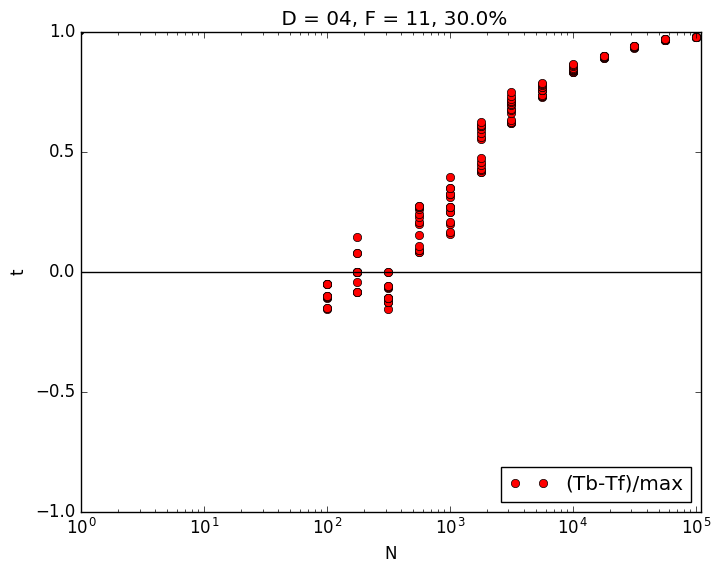 D = 04, F = 11, 30.0%
1.0
0.5
0.0
−0.5
−1.0
t
10⁰ 10¹ 10² 10³ 10⁴ 10⁵
N
(Tb-Tf)/max